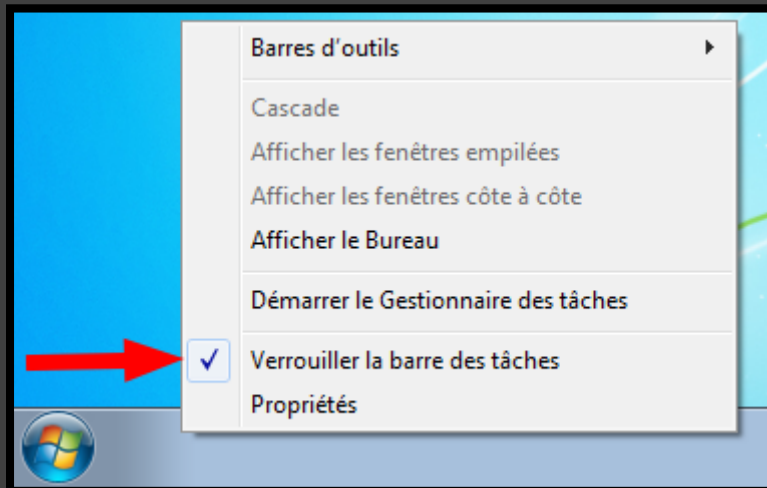 Barres d'outils
Cascade
Afficher les fenêtres empilées
Afficher les fenêtres côte à côte
Afficher le Bureau
Démarrer le Gestionnaire des tâches
Verrouiller la barre des tâches
Propriétés